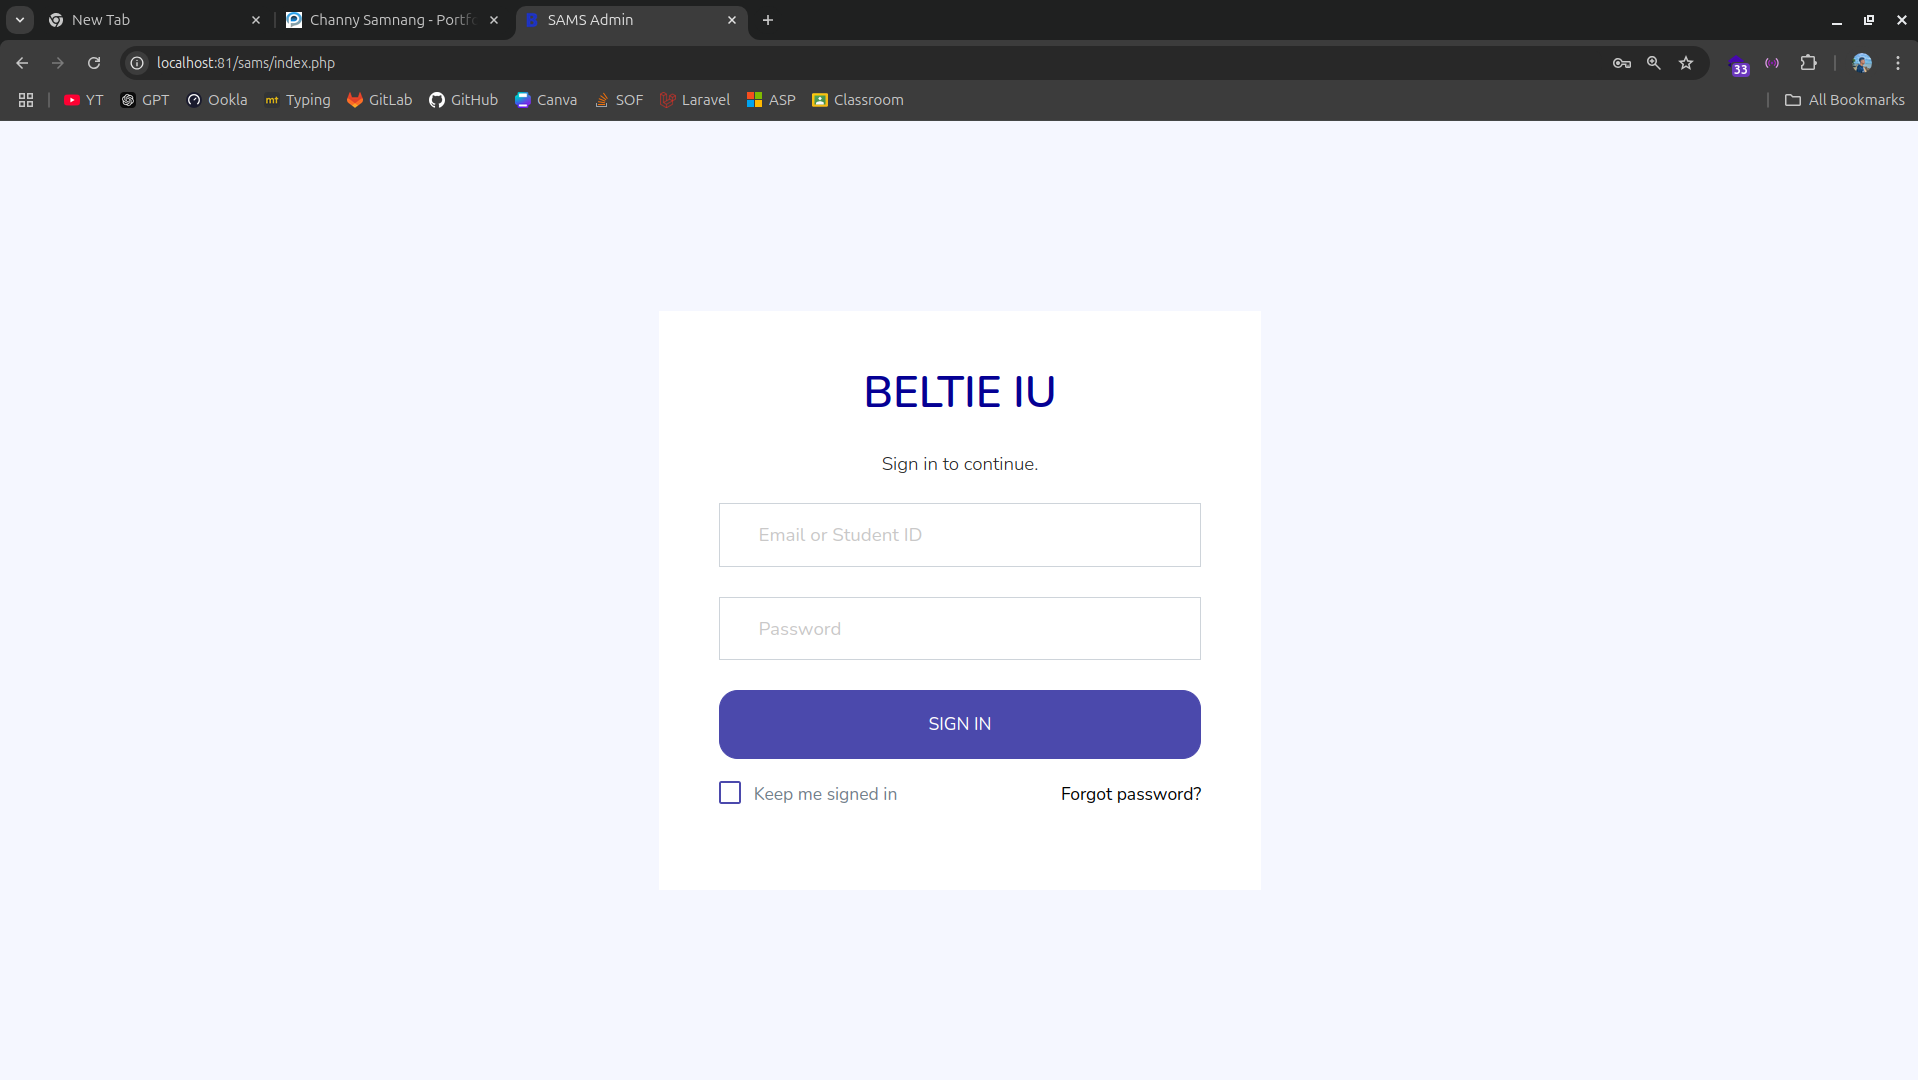 New Tab
Channy Samnang - Portfo
SAMS Admin
localhost:81/sams/index.php
33
YT
GPT
Ookla
mt Typing
GitLab
GitHub
Canva
SOF
Laravel
ASP
Classroom
All Bookmarks
BELTIE IU
Sign in to continue.
Email or Student ID
Password
SIGN IN
Keep me signed in
Forgot password?